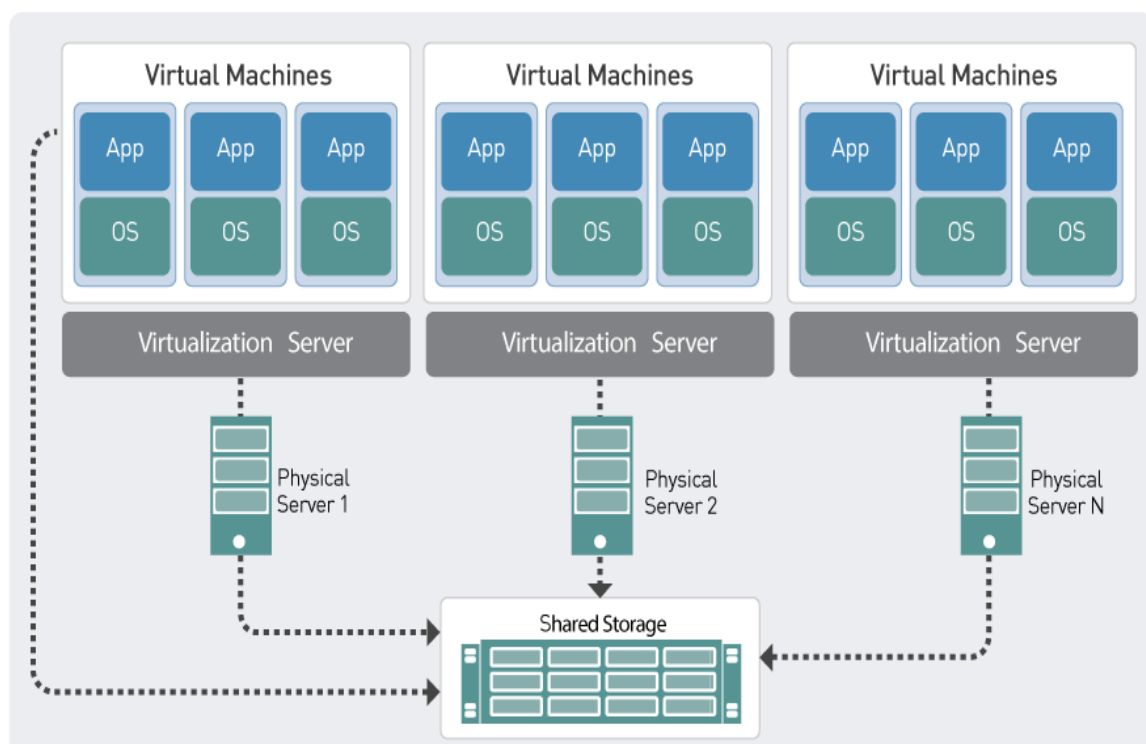 Virtual Machines
App App App
OS OS OS
Virtualization Server
Virtual Machines
App App App
OS OS OS
Virtualization Server
Virtual Machines
App App App
OS OS OS
Virtualization Server
Physical
Server 1
Physical
Server 2
Physical
Server N
Shared Storage